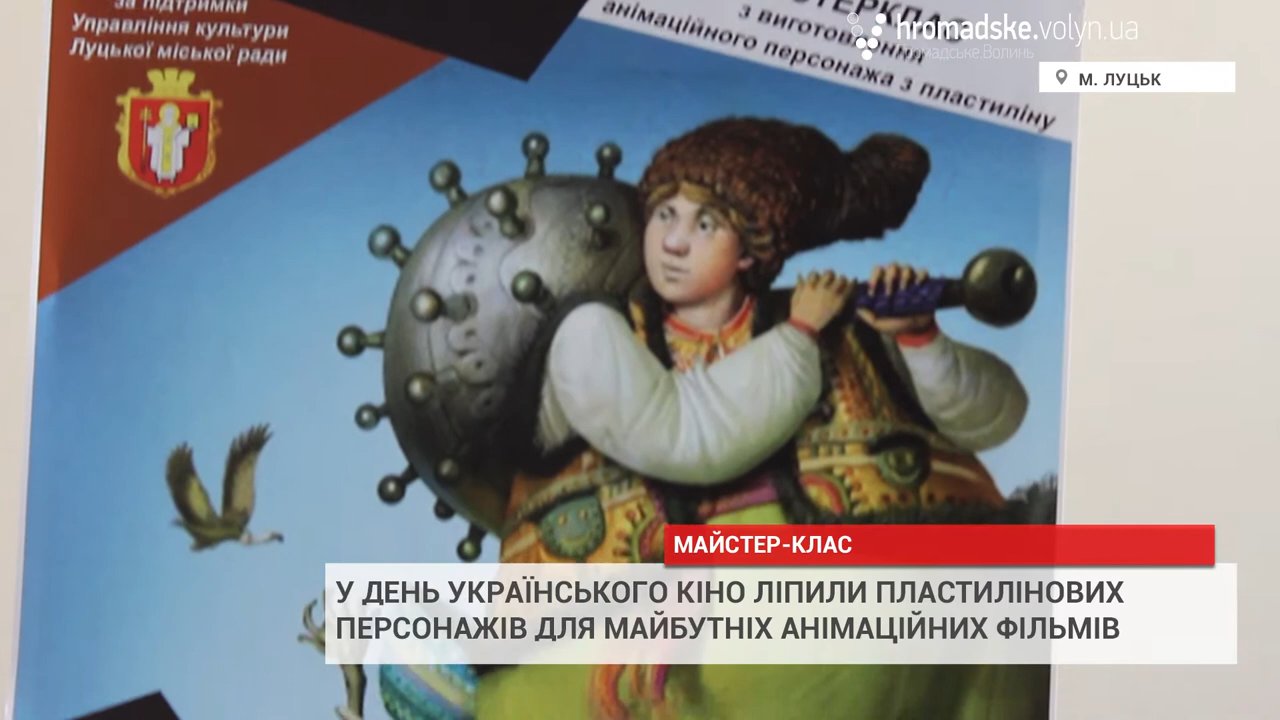 за підтримки
Управління культури
Луцької міської ради
з виготовлення
анімаційного персонажа з пластиліну
hromadske.volyn.ua
громадське.Волинь
М. ЛУЦЬК
МАЙСТЕР-КЛАС
У ДЕНЬ УКРАЇНСЬКОГО КІНО ЛІПИЛИ ПЛАСТИЛІНОВИХ
ПЕРСОНАЖІВ ДЛЯ МАЙБУТНІХ АНІМАЦІЙНИХ ФІЛЬМІВ